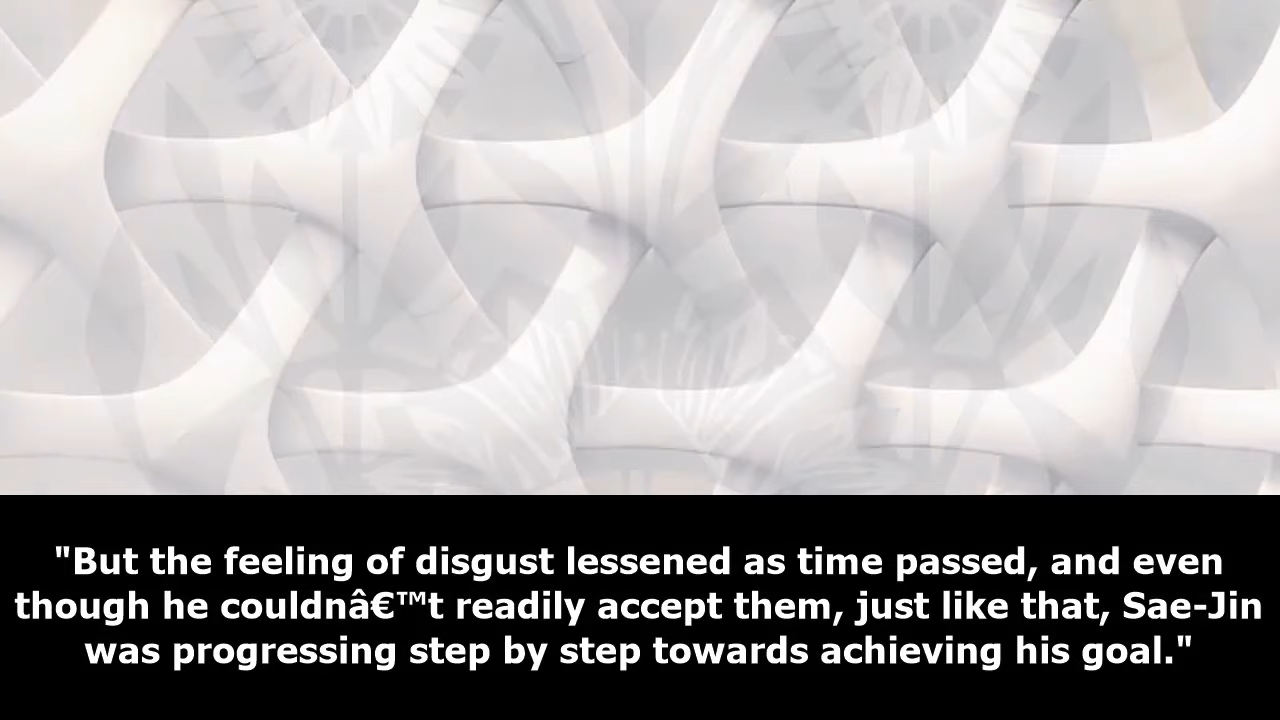 "But the feeling of disgust lessened as time passed, and even
though he couldnâ€™t readily accept them, just like that, Sae-Jin
was progressing step by step towards achieving his goal."